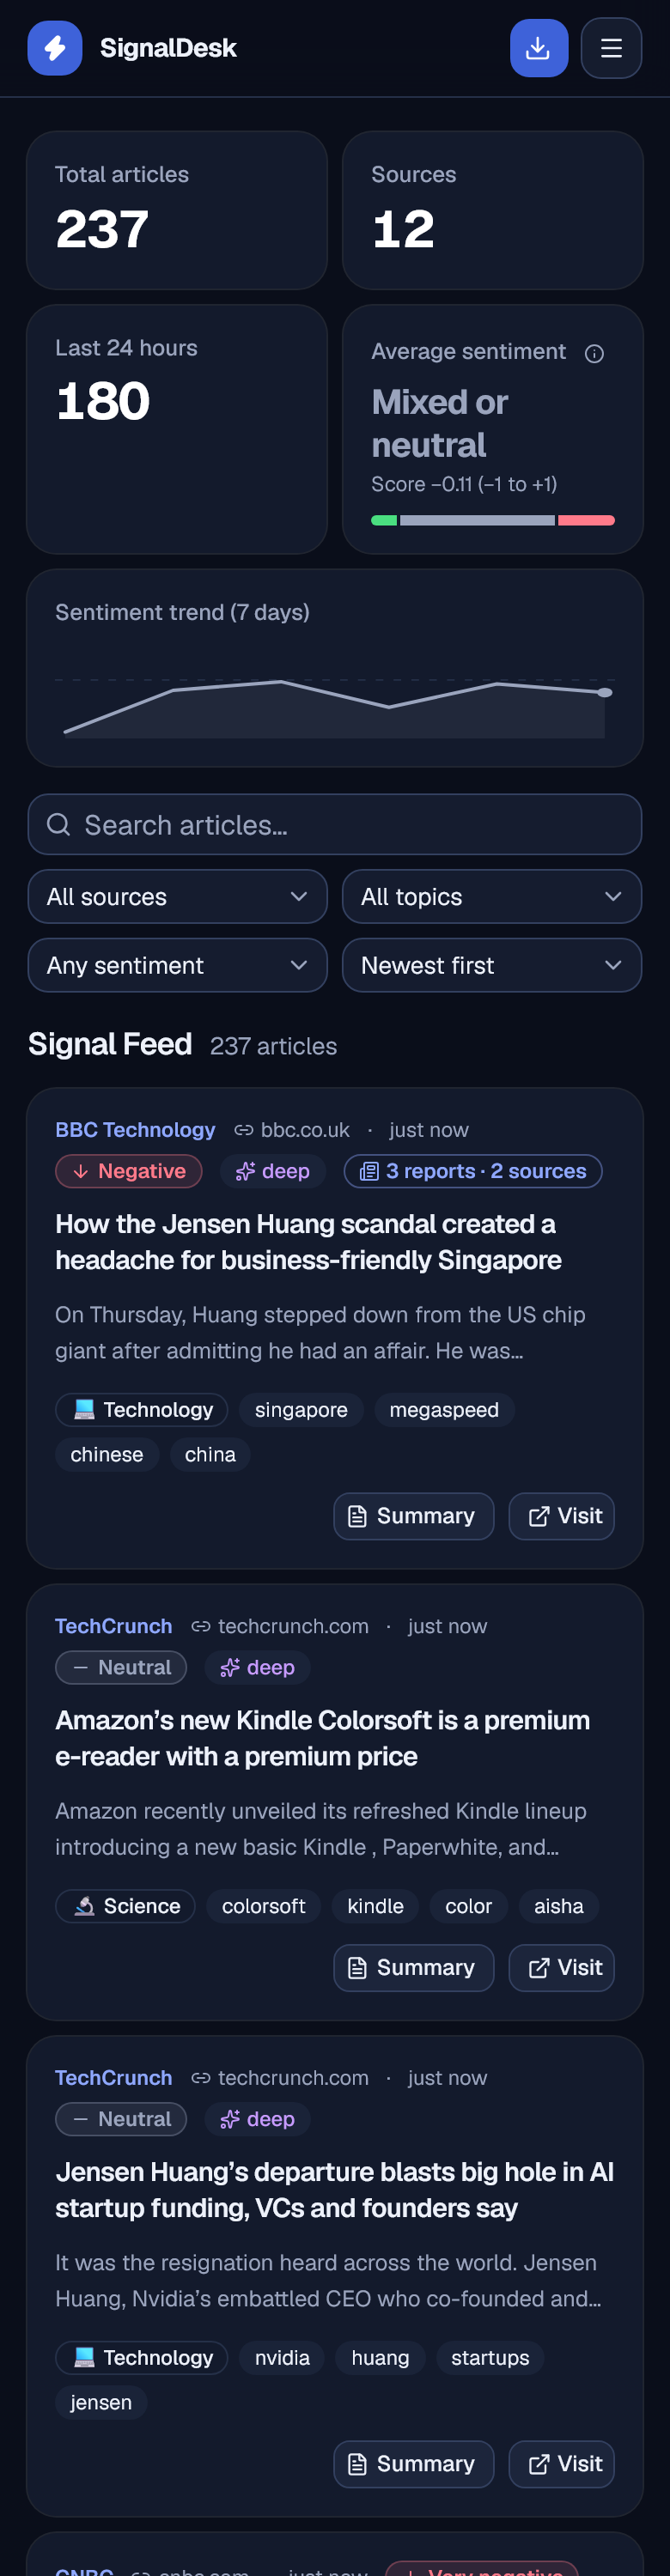 SignalDesk
Total articles
237
Sources
12
Last 24 hours
180
Average sentiment
Mixed or
neutral
Score −0.11 (−1 to +1)
Sentiment trend (7 days)
Search articles...
All sources
All topics
Any sentiment
Newest first
Signal Feed 237 articles
BBC Technology bbc.co.uk · just now
Negative deep 3 reports · 2 sources
How the Jensen Huang scandal created a
headache for business-friendly Singapore
On Thursday, Huang stepped down from the US chip
giant after admitting he had an affair. He was...
Technology singapore megaspeed
chinese china
Summary Visit
TechCrunch techcrunch.com · just now
Neutral deep
Amazon’s new Kindle Colorsoft is a premium
e-reader with a premium price
Amazon recently unveiled its refreshed Kindle lineup
introducing a new basic Kindle , Paperwhite, and...
Science colorsoft kindle color aisha
Summary Visit
TechCrunch techcrunch.com · just now
Neutral deep
Jensen Huang’s departure blasts big hole in AI
startup funding, VCs and founders say
It was the resignation heard across the world. Jensen
Huang, Nvidia’s embattled CEO who co-founded and...
Technology nvidia huang startups
jensen
Summary Visit
CNBC cnbc.com just now Very negative